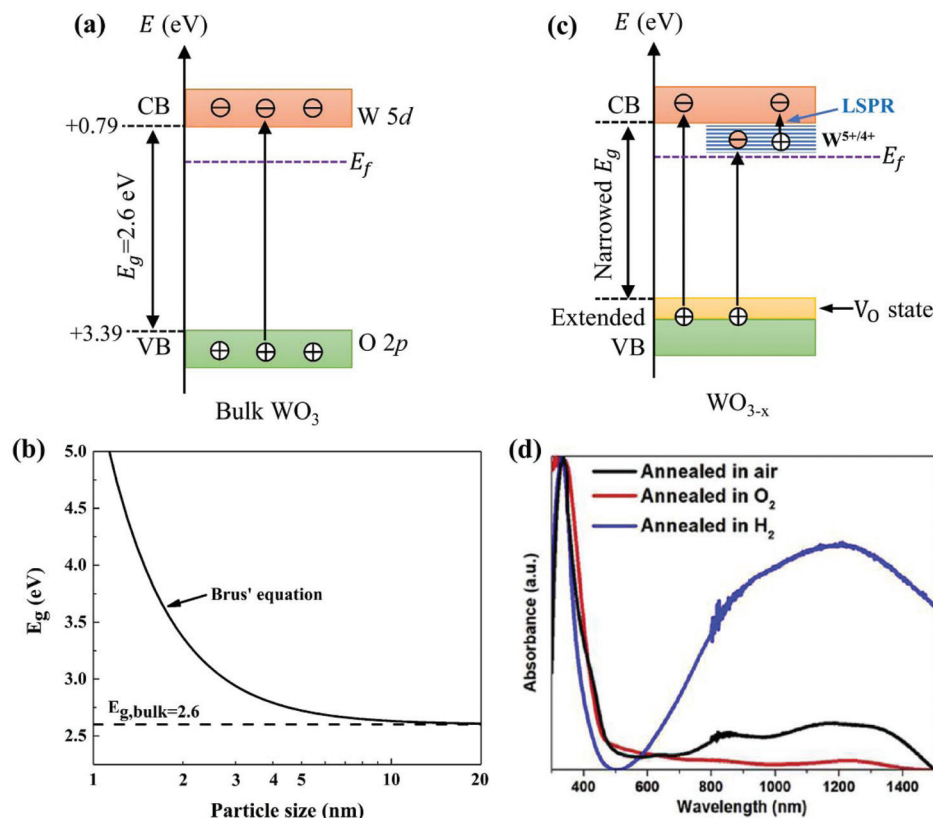 (a)
E (eV)
CB
W 5d
+0.79
E_f
E_g=2.6 eV
+3.39
VB
O 2p
Bulk WO₃
(c)
E (eV)
CB
LSPR
W⁵⁺/⁴⁺
E_f
Narrowed E_g
Extended
VB
V_O state
WO₃₋ₓ
(b)
5.0
4.5
4.0
3.5
3.0
2.5
E_g (eV)
Brus' equation
E_g,bulk=2.6
1
2
3
4
5
10
20
Particle size (nm)
(d)
Annealed in air
Annealed in O₂
Annealed in H₂
Absorbance (a.u.)
400
600
800
1000
1200
1400
Wavelength (nm)